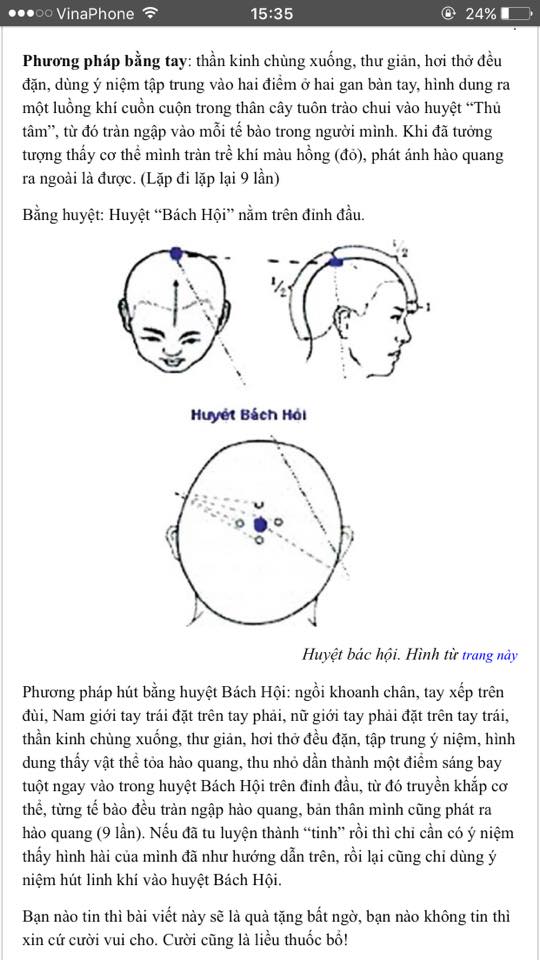 VinaPhone 15:35 24%
Phương pháp bằng tay: thần kinh chùng xuống, thư giản, hơi thở đều
đặn, dùng ý niệm tập trung vào hai điểm ở hai gan bàn tay, hình dung ra
một luồng khí cuồn cuộn trong thân cây tuôn trào chui vào huyệt “Thủ
tâm”, từ đó tràn ngập vào mỗi tế bào trong người mình. Khi đã tưởng
tượng thấy cơ thể mình tràn trề khí màu hồng (đỏ), phát ánh hào quang
ra ngoài là được. (Lặp đi lặp lại 9 lần)
Bằng huyệt: Huyệt “Bách Hội” nằm trên đỉnh đầu.
1/2
1/2
1
Huyệt Bách Hội
Huyệt bác hội. Hình từ trang này
Phương pháp hút bằng huyệt Bách Hội: ngồi khoanh chân, tay xếp trên
đùi, Nam giới tay trái đặt trên tay phải, nữ giới tay phải đặt trên tay trái,
thần kinh chùng xuống, thư giản, hơi thở đều đặn, tập trung ý niệm, hình
dung thấy vật thể tỏa hào quang, thu nhỏ dần thành một điểm sáng bay
tuột ngay vào trong huyệt Bách Hội trên đỉnh đầu, từ đó truyền khắp cơ
thể, từng tế bào đều tràn ngập hào quang, bản thân mình cũng phát ra
hào quang (9 lần). Nếu đã tu luyện thành “tinh” rồi thì chỉ cần có ý niệm
thấy hình hài của mình đã như hướng dẫn trên, rồi lại cũng chỉ dùng ý
niệm hút linh khí vào huyệt Bách Hội.
Bạn nào tin thì bài viết này sẽ là quà tặng bất ngờ, bạn nào không tin thì
xin cứ cười vui cho. Cười cũng là liều thuốc bổ!